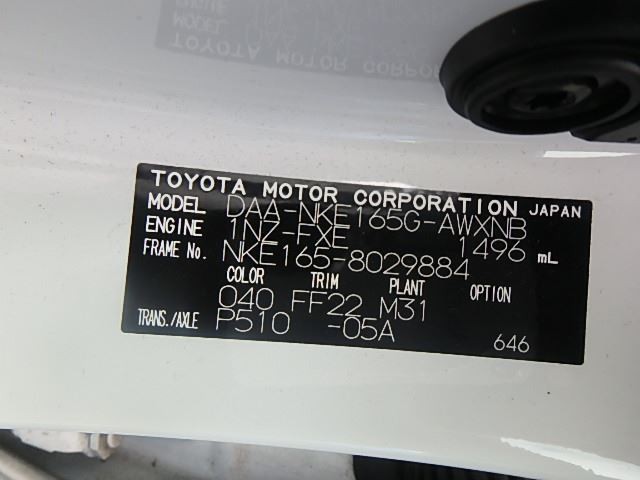 TOYOTA MOTOR CORPORATION JAPAN
MODEL DAA-NKE165G-AWXNB
ENGINE 1NZ-FXE 1496 mL
FRAME No. NKE165-8029884
COLOR TRIM PLANT OPTION
040 FF22 M31
TRANS./AXLE P510 -05A
646